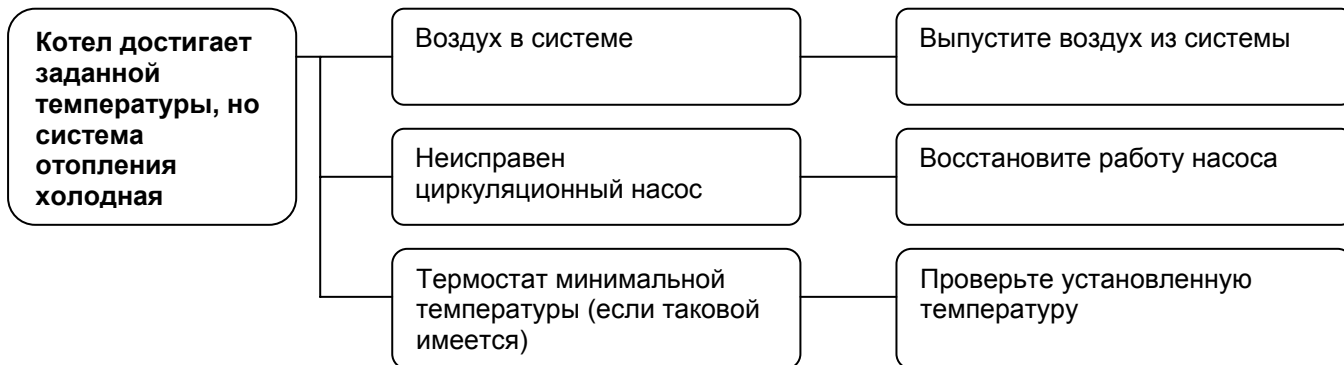 Котел достигает
заданной
температуры, но
система
отопления
холодная
Воздух в системе
Выпустите воздух из системы
Неисправен
циркуляционный насос
Восстановите работу насоса
Термостат минимальной
температуры (если таковой
имеется)
Проверьте установленную
температуру